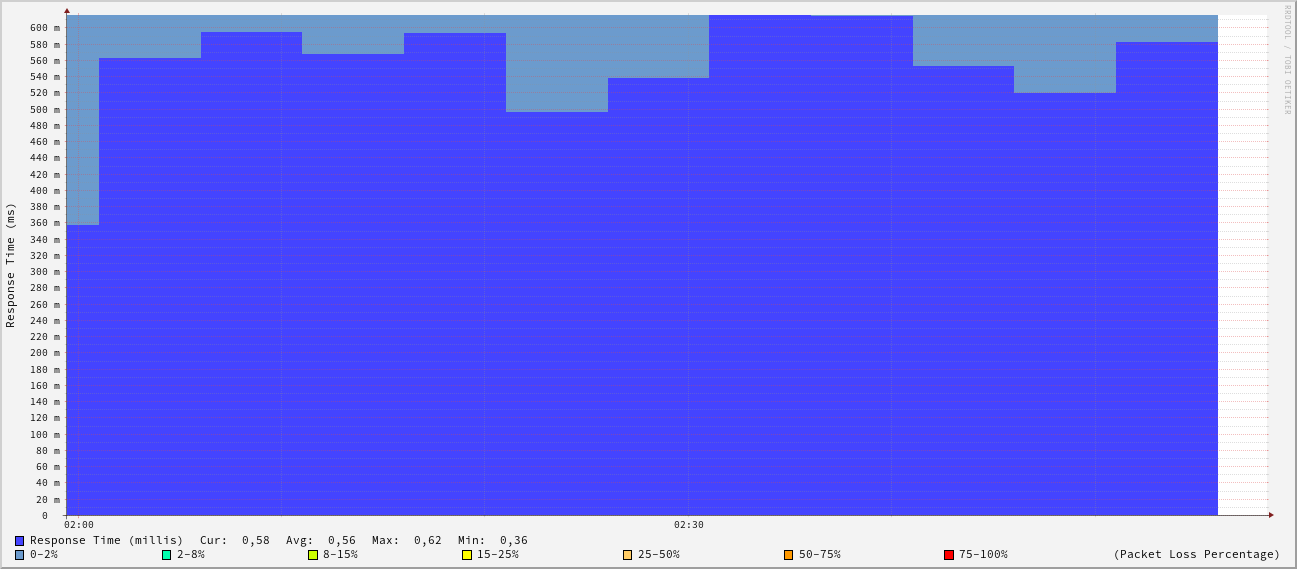 RRDTOOL / TOBI OETIKER
Response Time (ms)
600 m
580 m
560 m
540 m
520 m
500 m
480 m
460 m
440 m
420 m
400 m
380 m
360 m
340 m
320 m
300 m
280 m
260 m
240 m
220 m
200 m
180 m
160 m
140 m
120 m
100 m
80 m
60 m
40 m
20 m
0
02:00 02:30
Response Time (millis) Cur: 0,58 Avg: 0,56 Max: 0,62 Min: 0,36
0-2% 2-8% 8-15% 15-25% 25-50% 50-75% 75-100% (Packet Loss Percentage)